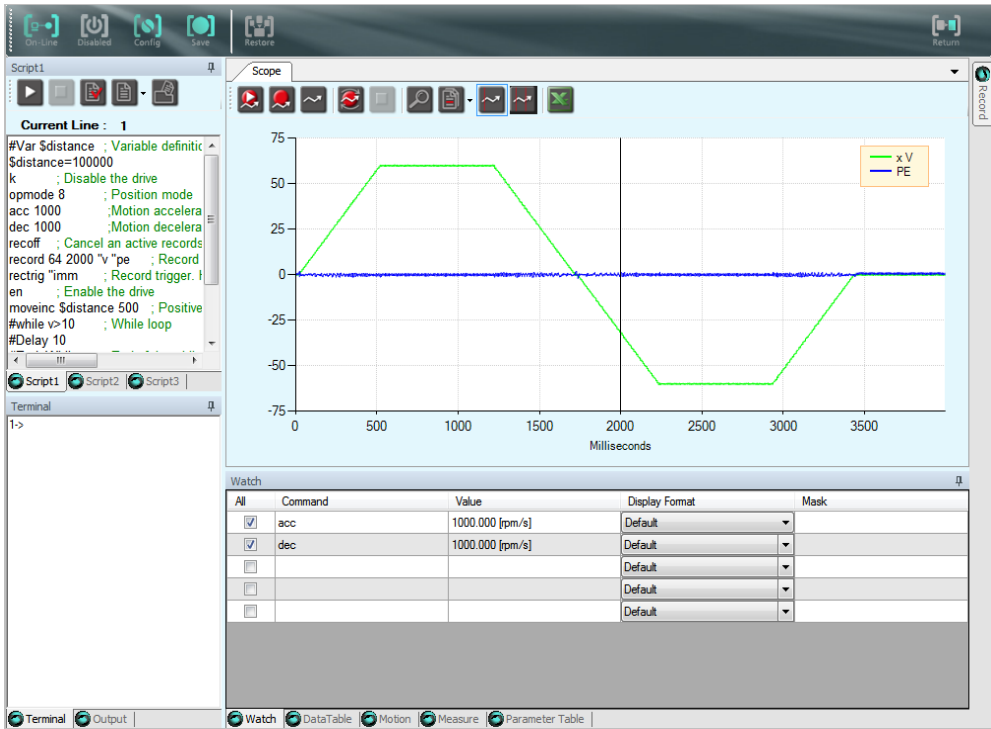 On-Line Disabled Config Save Restore Return
Script1
Current Line : 1
#Var $distance ; Variable definitic
$distance=100000
k ; Disable the drive
opmode 8 ; Position mode
acc 1000 ;Motion accelera
dec 1000 ;Motion decelera
recoff ; Cancel an active records
record 64 2000 "v "pe ; Record
rectrig "imm ; Record trigger.
en ; Enable the drive
moveinc $distance 500 ; Positive
#while v>10 ; While loop
#Delay 10
Script1 Script2 Script3
Terminal
1->
Terminal Output
Scope
75
50
25
0
-25
-50
-75
0 500 1000 1500 2000 2500 3000 3500
Milliseconds
x V
PE
Record
Watch
All Command Value Display Format Mask
acc 1000.000 [rpm/s] Default
dec 1000.000 [rpm/s] Default
Default
Default
Default
Watch DataTable Motion Measure Parameter Table